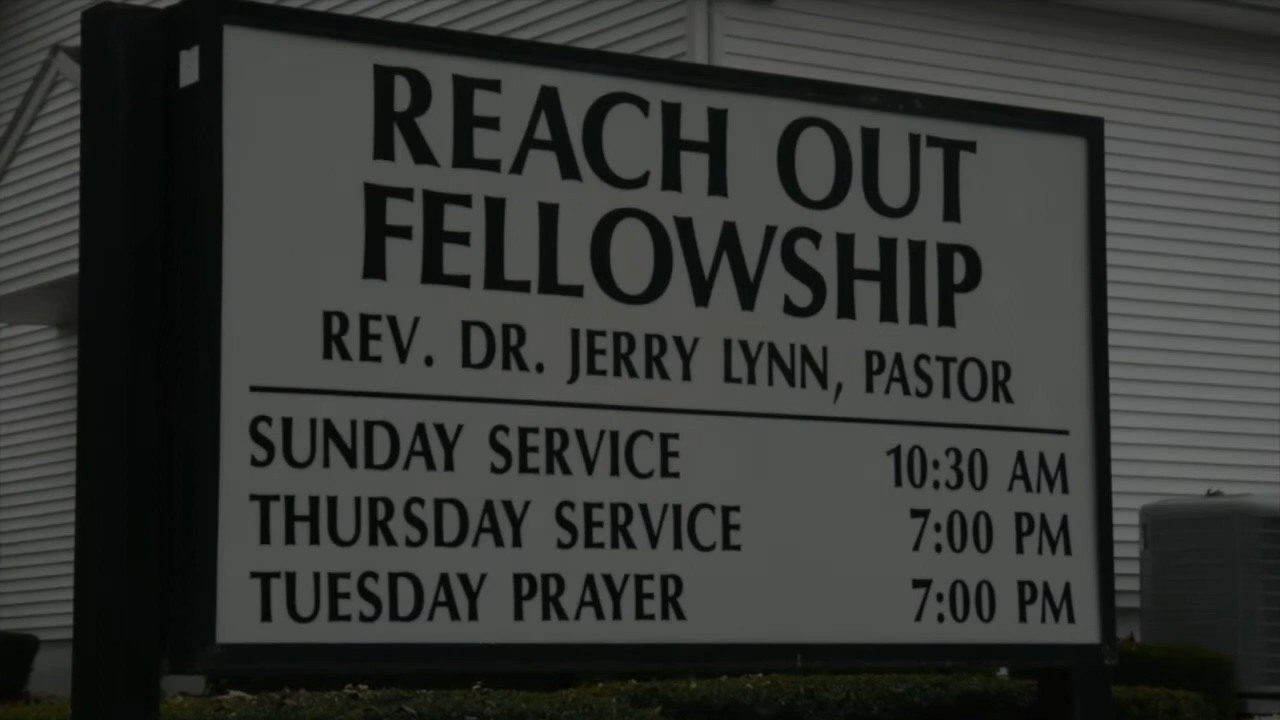 REACH OUT
FELLOWSHIP
REV. DR. JERRY LYNN, PASTOR
SUNDAY SERVICE 10:30 AM
THURSDAY SERVICE 7:00 PM
TUESDAY PRAYER 7:00 PM